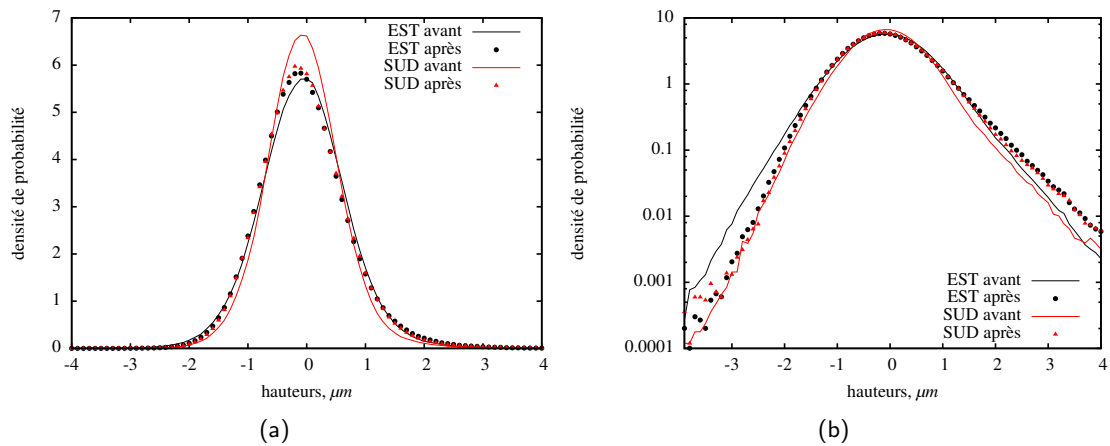 7
6
5
4
3
2
1
0
-4
-3
-2
-1
0
1
2
3
4
densité de probabilité
hauteurs, μm
EST avant
EST après
SUD avant
SUD après
(a)
10
1
0.1
0.01
0.001
0.0001
-3
-2
-1
0
1
2
3
4
densité de probabilité
hauteurs, μm
EST avant
EST après
SUD avant
SUD après
(b)